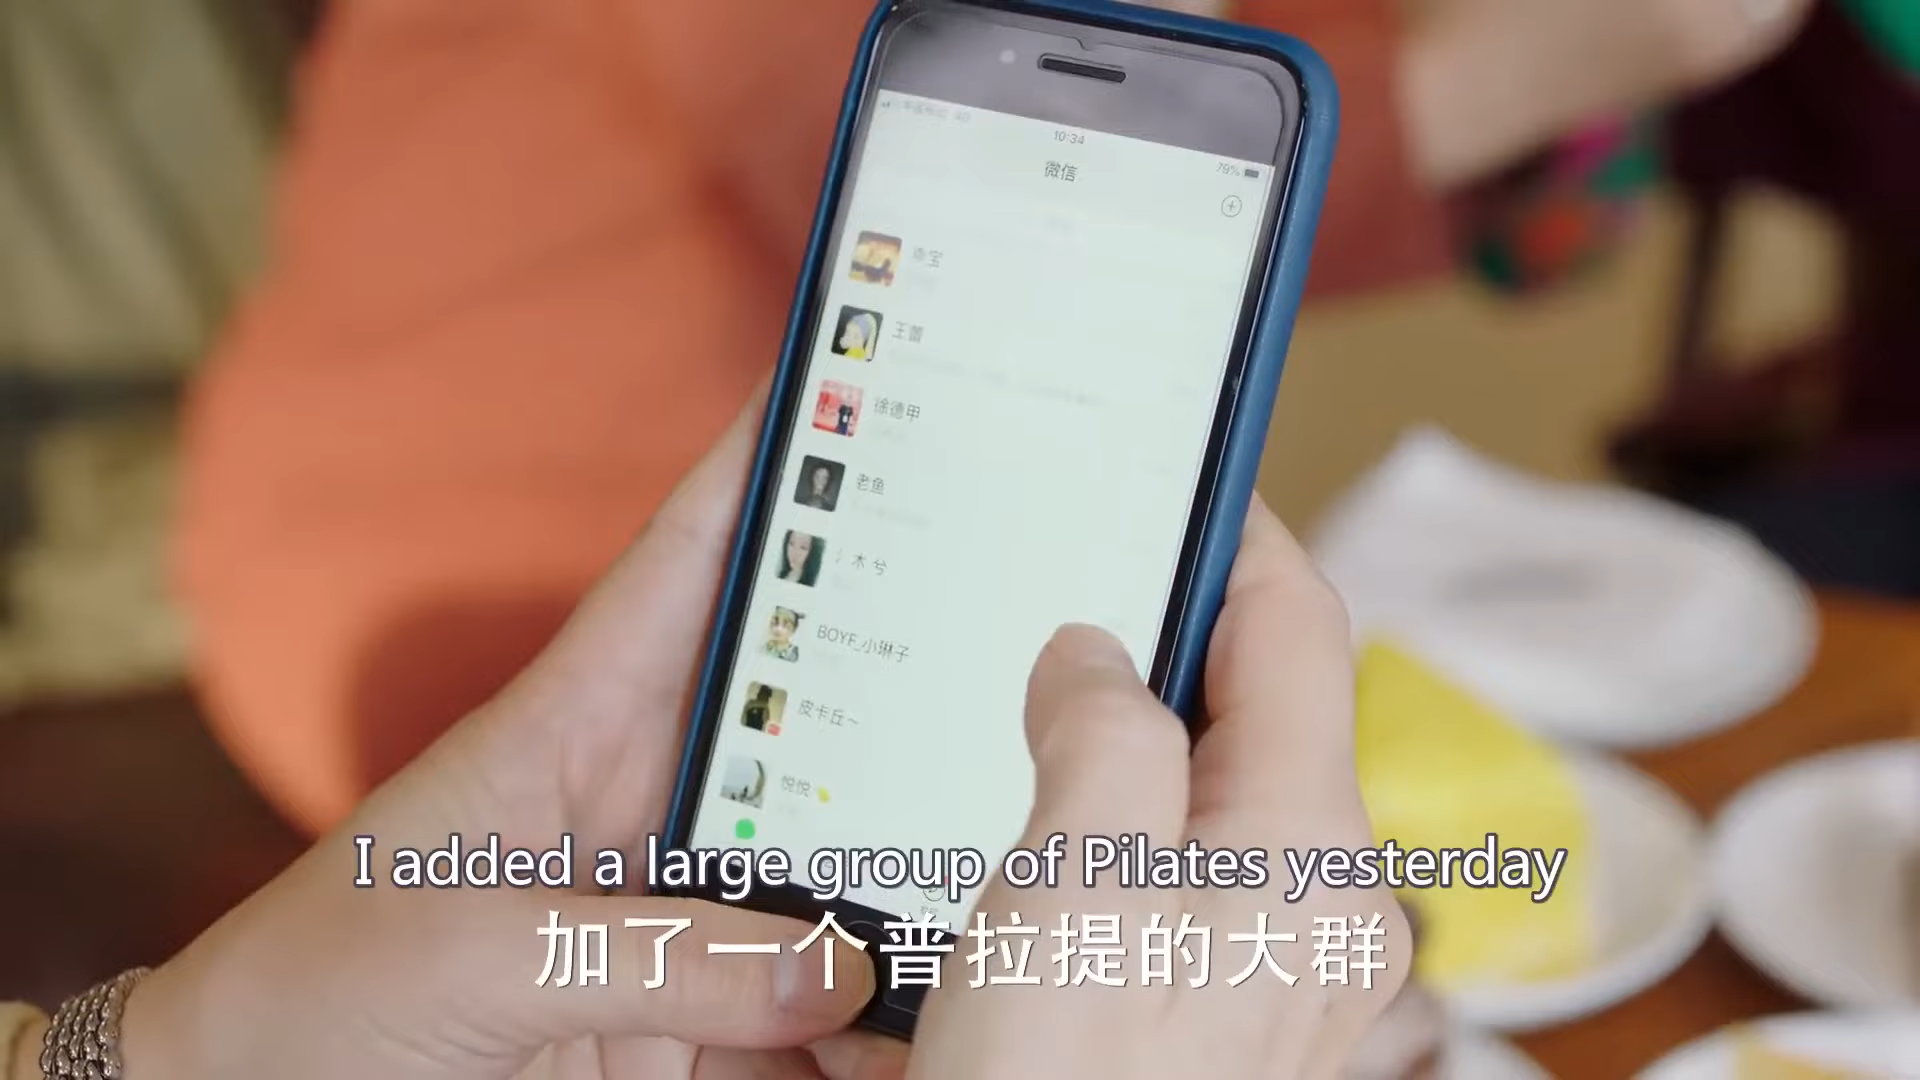 10:34
79%
微信
乖宝
王蕾
徐德甲
老鱼
木兮
BOYF_小琳子
皮卡丘~
悦悦
I added a large group of Pilates yesterday
加了一个普拉提的大群